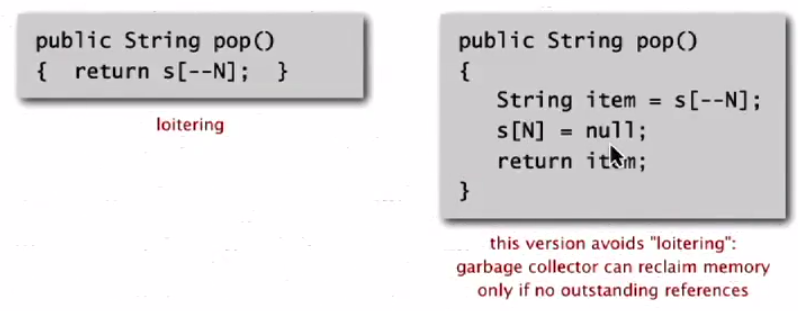 public String pop()
{ return s[--N]; }
loitering
public String pop()
{
String item = s[--N];
s[N] = null;
return item;
}
this version avoids "loitering":
garbage collector can reclaim memory
only if no outstanding references